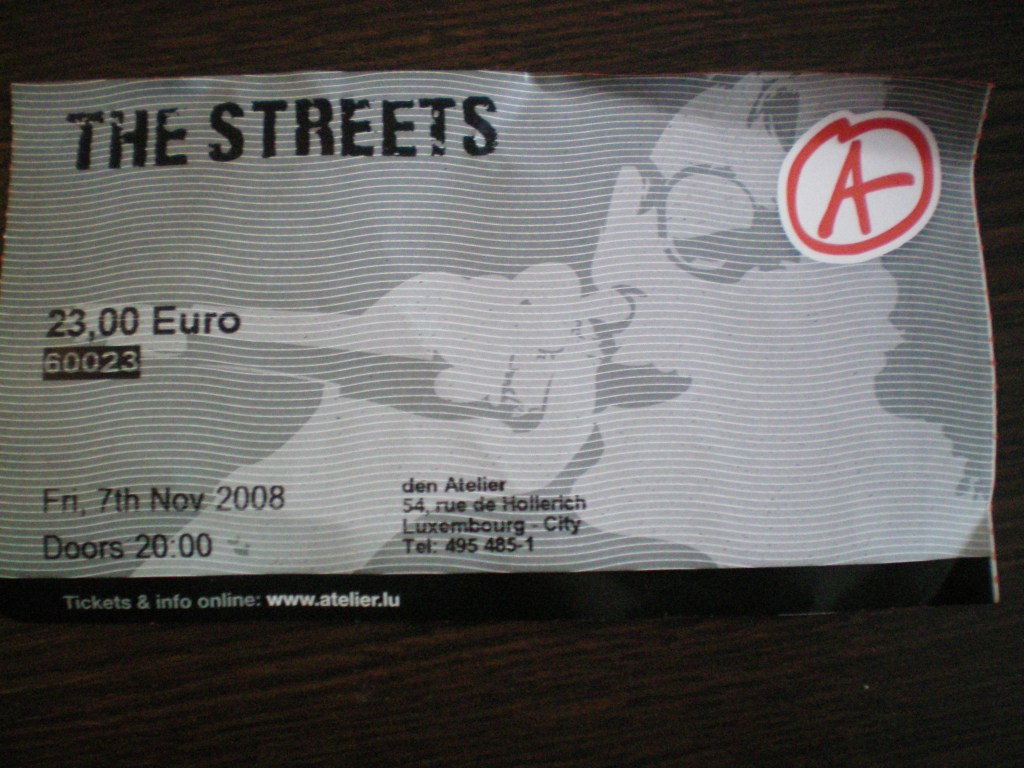 THE STREETS
A
23,00 Euro
60023
Fri, 7th Nov 2008
Doors 20:00
den Atelier
54, rue de Hollerich
Luxembourg - City
Tel: 495 485-1
Tickets & info online: www.atelier.lu